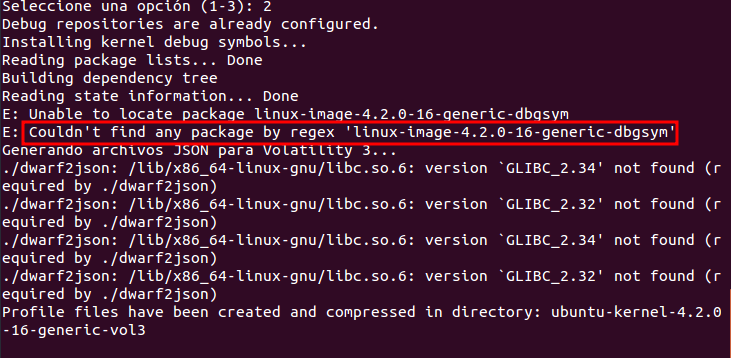 Seleccione una opción (1-3): 2
Debug repositories are already configured.
Installing kernel debug symbols...
Reading package lists... Done
Building dependency tree
Reading state information... Done
E: Unable to locate package linux-image-4.2.0-16-generic-dbgsym
E: Couldn't find any package by regex 'linux-image-4.2.0-16-generic-dbgsym'
Generando archivos JSON para Volatility 3...
./dwarf2json: /lib/x86_64-linux-gnu/libc.so.6: version `GLIBC_2.34' not found (r
equired by ./dwarf2json)
./dwarf2json: /lib/x86_64-linux-gnu/libc.so.6: version `GLIBC_2.32' not found (r
equired by ./dwarf2json)
./dwarf2json: /lib/x86_64-linux-gnu/libc.so.6: version `GLIBC_2.34' not found (r
equired by ./dwarf2json)
./dwarf2json: /lib/x86_64-linux-gnu/libc.so.6: version `GLIBC_2.32' not found (r
equired by ./dwarf2json)
Profile files have been created and compressed in directory: ubuntu-kernel-4.2.0
-16-generic-vol3